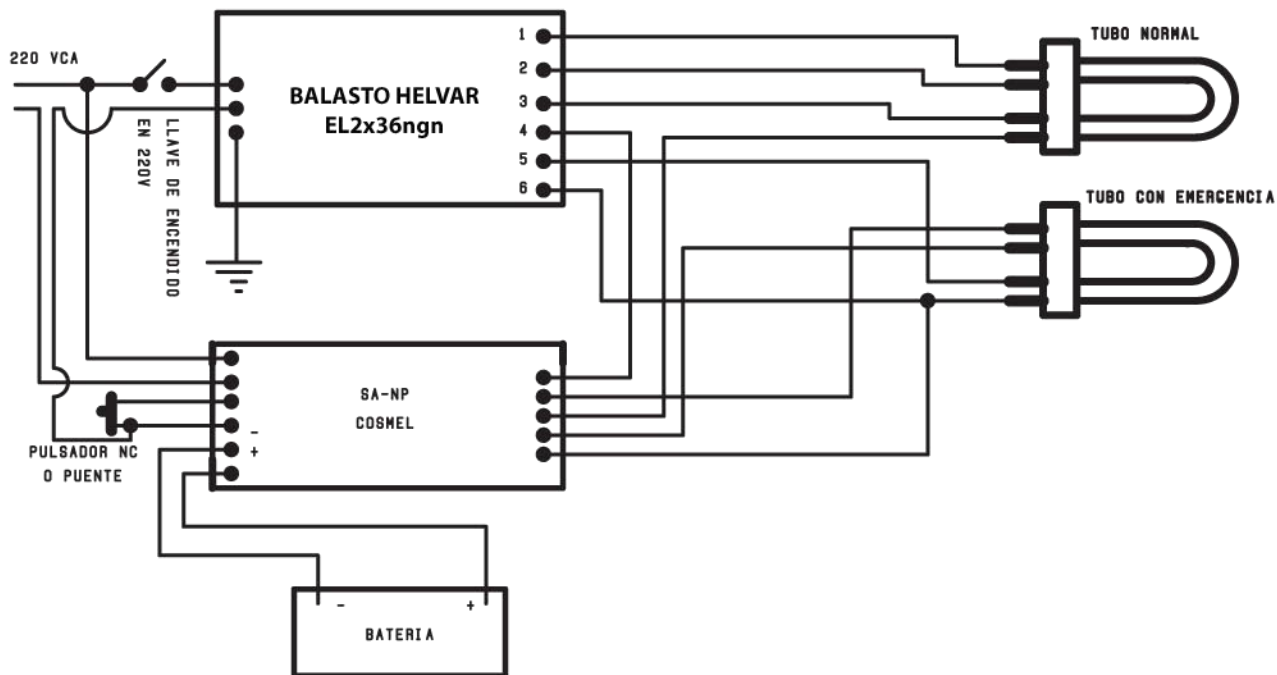 220 VCA
LLAVE DE ENCENDIDO
EN 220V
BALASTO HELVAR
EL2x36ngn
1
2
3
4
5
6
TUBO NORMAL
TUBO CON EMERGENCIA
SA-NP
COSMEL
-
+
PULSADOR NC
O PUENTE
- +
BATERIA